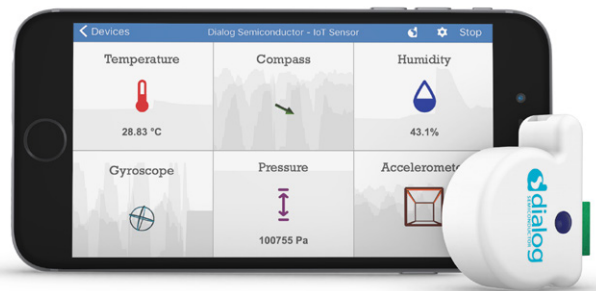 Devices
Dialog Semiconductor - IoT Sensor
Stop
Temperature
Compass
Humidity
28.83 °C
43.1%
Gyroscope
Pressure
Acceleromete
100755 Pa
dialog
SEMICONDUCTOR